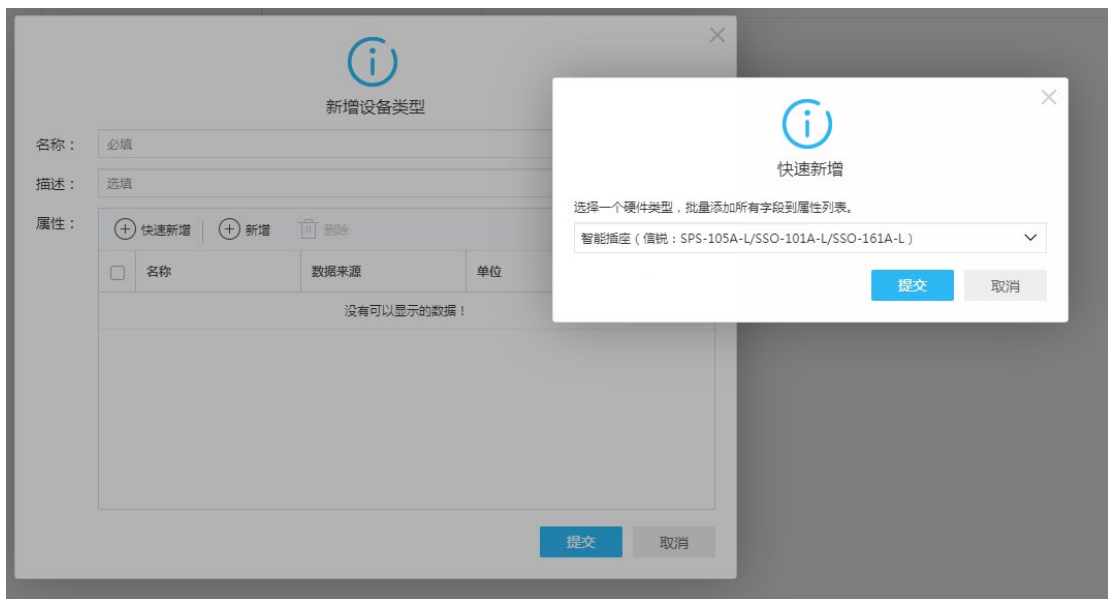 新增设备类型
名称：
必填
描述：
选填
属性：
快速新增
新增
删除
名称
数据来源
单位
没有可以显示的数据！
提交
取消
快速新增
选择一个硬件类型，批量添加所有字段到属性列表。
智能插座（信锐：SPS-105A-L/SSO-101A-L/SSO-161A-L）
提交
取消